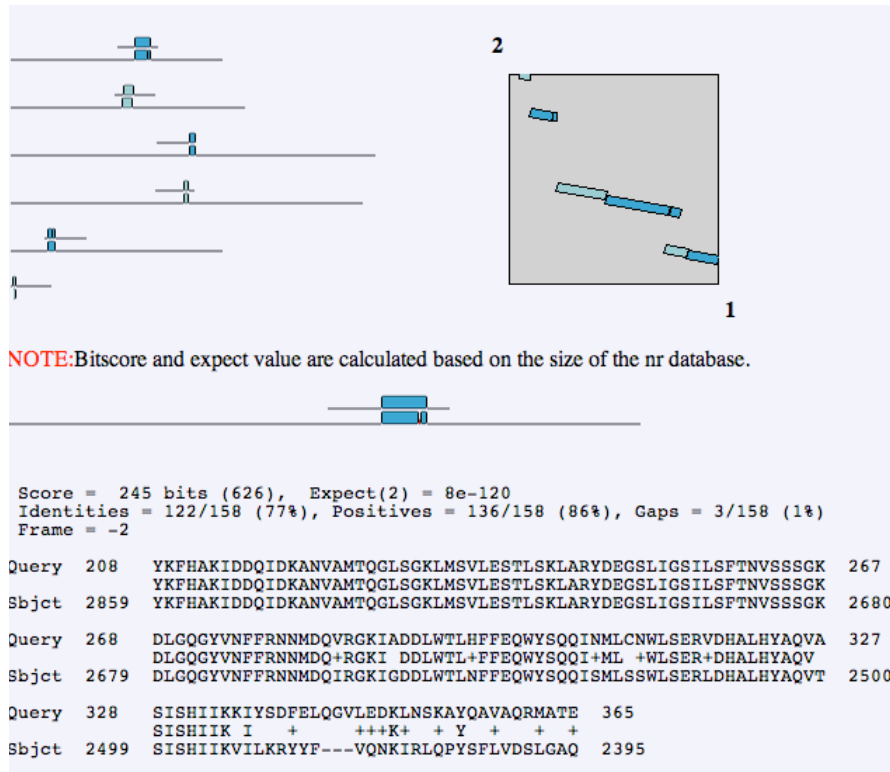 2
1
NOTE:Bitscore and expect value are calculated based on the size of the nr database.
Score = 245 bits (626), Expect(2) = 8e-120
Identities = 122/158 (77%), Positives = 136/158 (86%), Gaps = 3/158 (1%)
Frame = -2
Query 208 YKFHAKIDDQIDKANVAMTQGLSGKLMSVLESTLSKLARYDEGSLIGSILSFTNVSSSGK 267
YKFHAKIDDQIDKANVAMTQGLSGKLMSVLESTLSKLARYDEGSLIGSILSFTNVSSSGK
Sbjct 2859 YKFHAKIDDQIDKANVAMTQGLSGKLMSVLESTLSKLARYDEGSLIGSILSFTNVSSSGK 2680
Query 268 DLGQGYVNFFRNNMDQVRGKIADDLWTLHFFEQWYSQQINMLCNWLSERVDHALHYAQVA 327
DLGQGYVNFFRNNMDQ+RGKI DDLWTL+FFEQWYSQQI+ML +WLSER+DHALHYAQV
Sbjct 2679 DLGQGYVNFFRNNMDQIRGKIGDDLWTLNFFEQWYSQQISMLSSWLSERLDHALHYAQVT 2500
Query 328 SISHIIKKIYSDFELQGVLEDKLNSKAYQAVAQRMATE 365
SISHIIK I + +++K+ + Y + + +
Sbjct 2499 SISHIIKVILKRYYF---VQNKIRLQPYSFLVDSLGAQ 2395